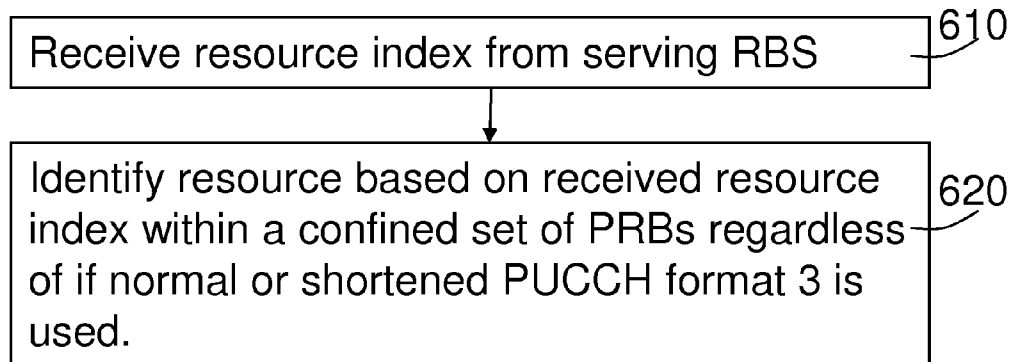 Receive resource index from serving RBS
610
Identify resource based on received resource
index within a confined set of PRBs regardless
of if normal or shortened PUCCH format 3 is
used.
620